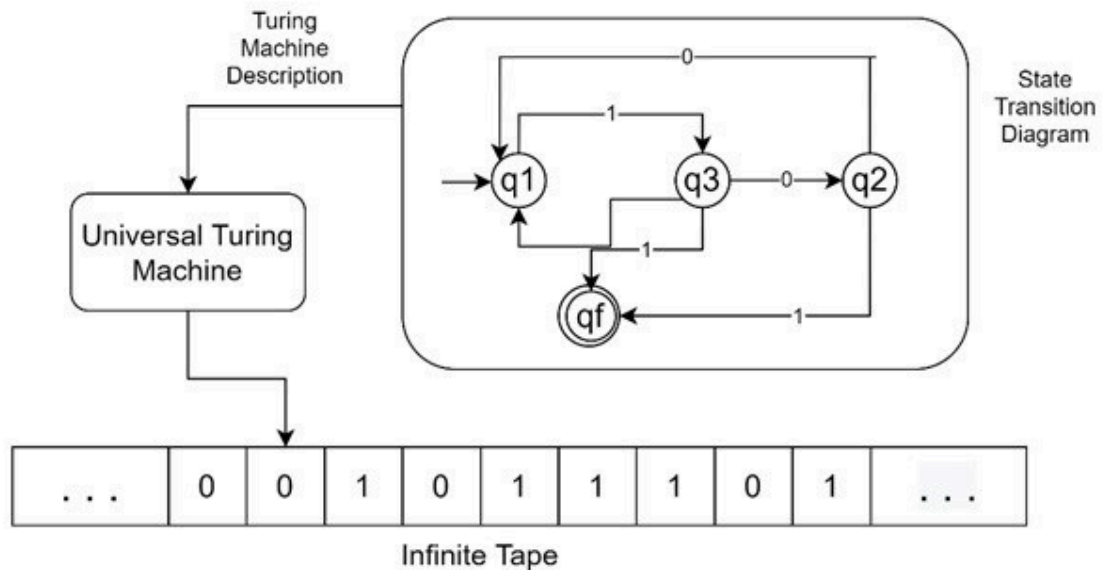 Turing
Machine
Description
State
Transition
Diagram
0
1
q1
q3
0
q2
1
qf
1
Universal Turing
Machine
. . .
0
0
1
0
1
1
1
0
1
. . .
Infinite Tape